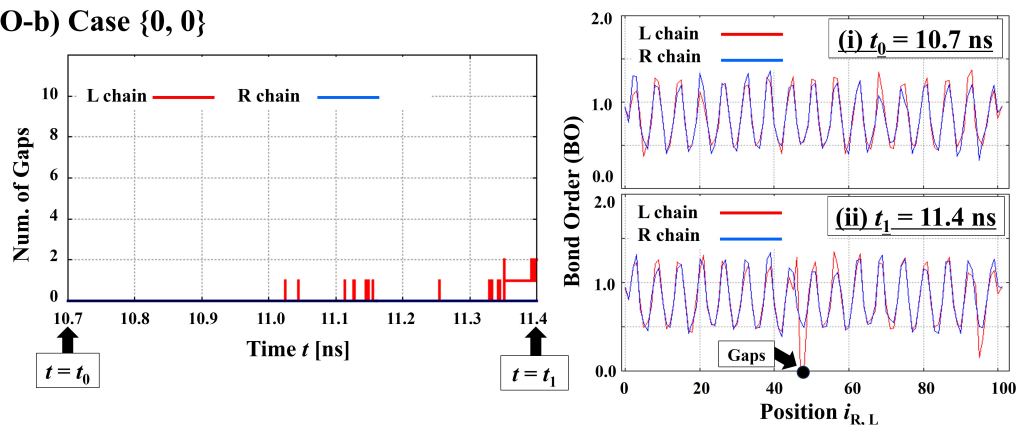 O-b) Case {0, 0}
Num. of Gaps
10
8
6
4
2
0
L chain
R chain
10.7
10.8
10.9
11.0
11.1
11.2
11.3
11.4
Time t [ns]
t = t0
t = t1
Bond Order (BO)
2.0
1.0
0.0
L chain
R chain
(i) t0 = 10.7 ns
2.0
1.0
0.0
L chain
R chain
(ii) t1 = 11.4 ns
Gaps
0
20
40
60
80
100
Position iR, L